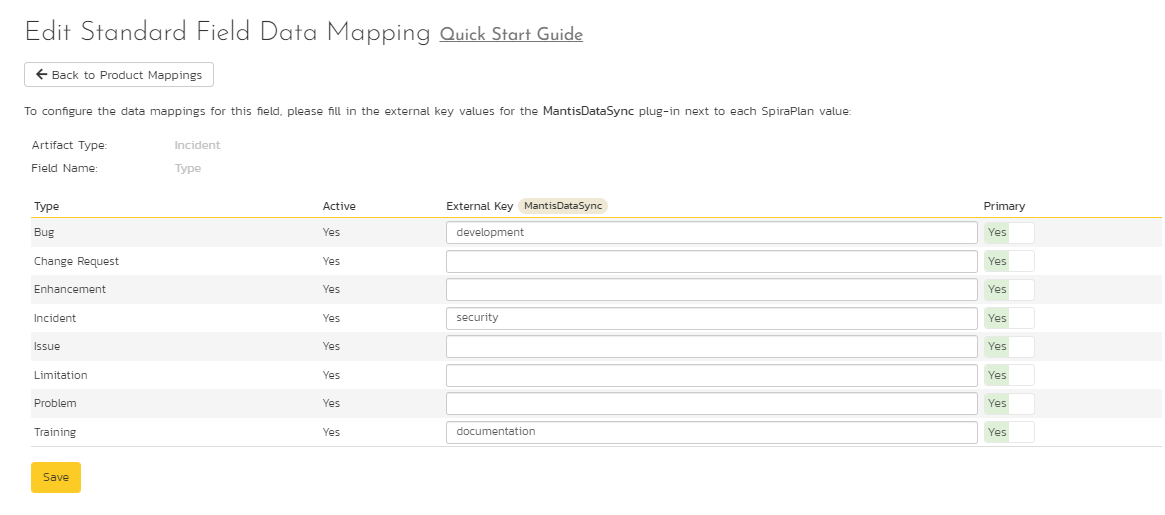 Edit Standard Field Data Mapping Quick Start Guide
Back to Product Mappings
To configure the data mappings for this field, please fill in the external key values for the MantisDataSync plug-in next to each SpiraPlan value:
Artifact Type: Incident
Field Name: Type
Type Active External Key MantisDataSync Primary
Bug Yes development Yes
Change Request Yes Yes
Enhancement Yes Yes
Incident Yes security Yes
Issue Yes Yes
Limitation Yes Yes
Problem Yes Yes
Training Yes documentation Yes
Save